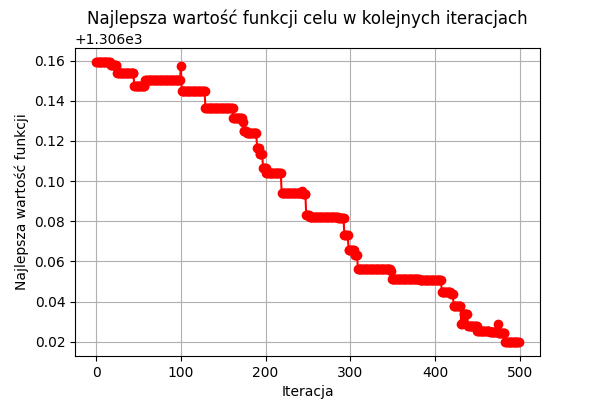 Najlepsza wartość funkcji celu w kolejnych iteracjach
+1.306e3
0.16
0.14
0.12
0.10
0.08
0.06
0.04
0.02
Najlepsza wartość funkcji
0 100 200 300 400 500
Iteracja